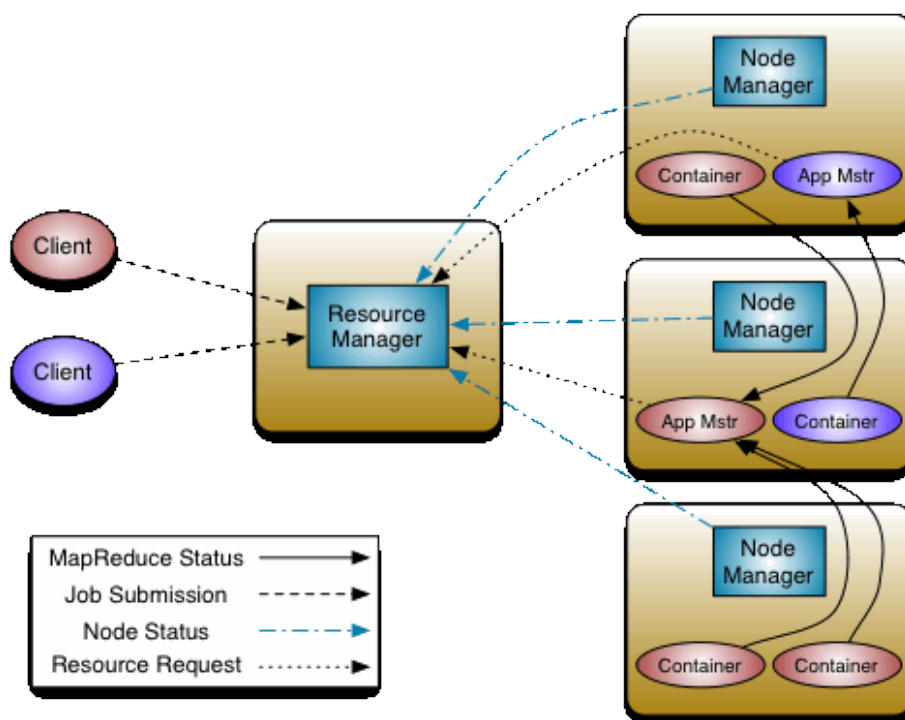 Client
Client
Resource
Manager
Node
Manager
Container
App Mstr
Node
Manager
App Mstr
Container
Node
Manager
Container
Container
MapReduce Status
Job Submission
Node Status
Resource Request